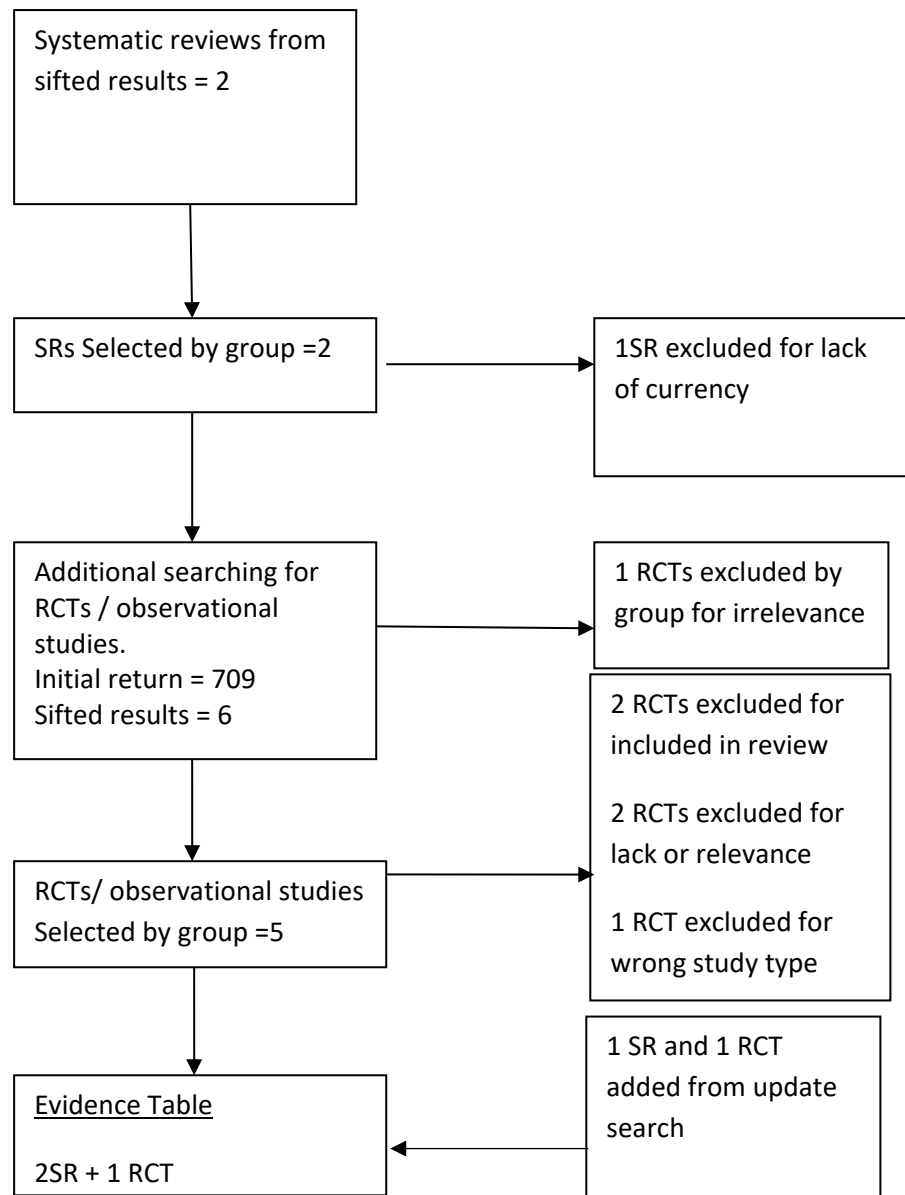 Systematic reviews from
sifted results = 2
SRs Selected by group =2
1SR excluded for lack
of currency
Additional searching for
RCTs / observational
studies.
Initial return = 709
Sifted results = 6
1 RCTs excluded by
group for irrelevance
2 RCTs excluded for
included in review
2 RCTs excluded for
lack or relevance
1 RCT excluded for
wrong study type
RCTs/ observational studies
Selected by group =5
1 SR and 1 RCT
added from update
search
Evidence Table
2SR + 1 RCT